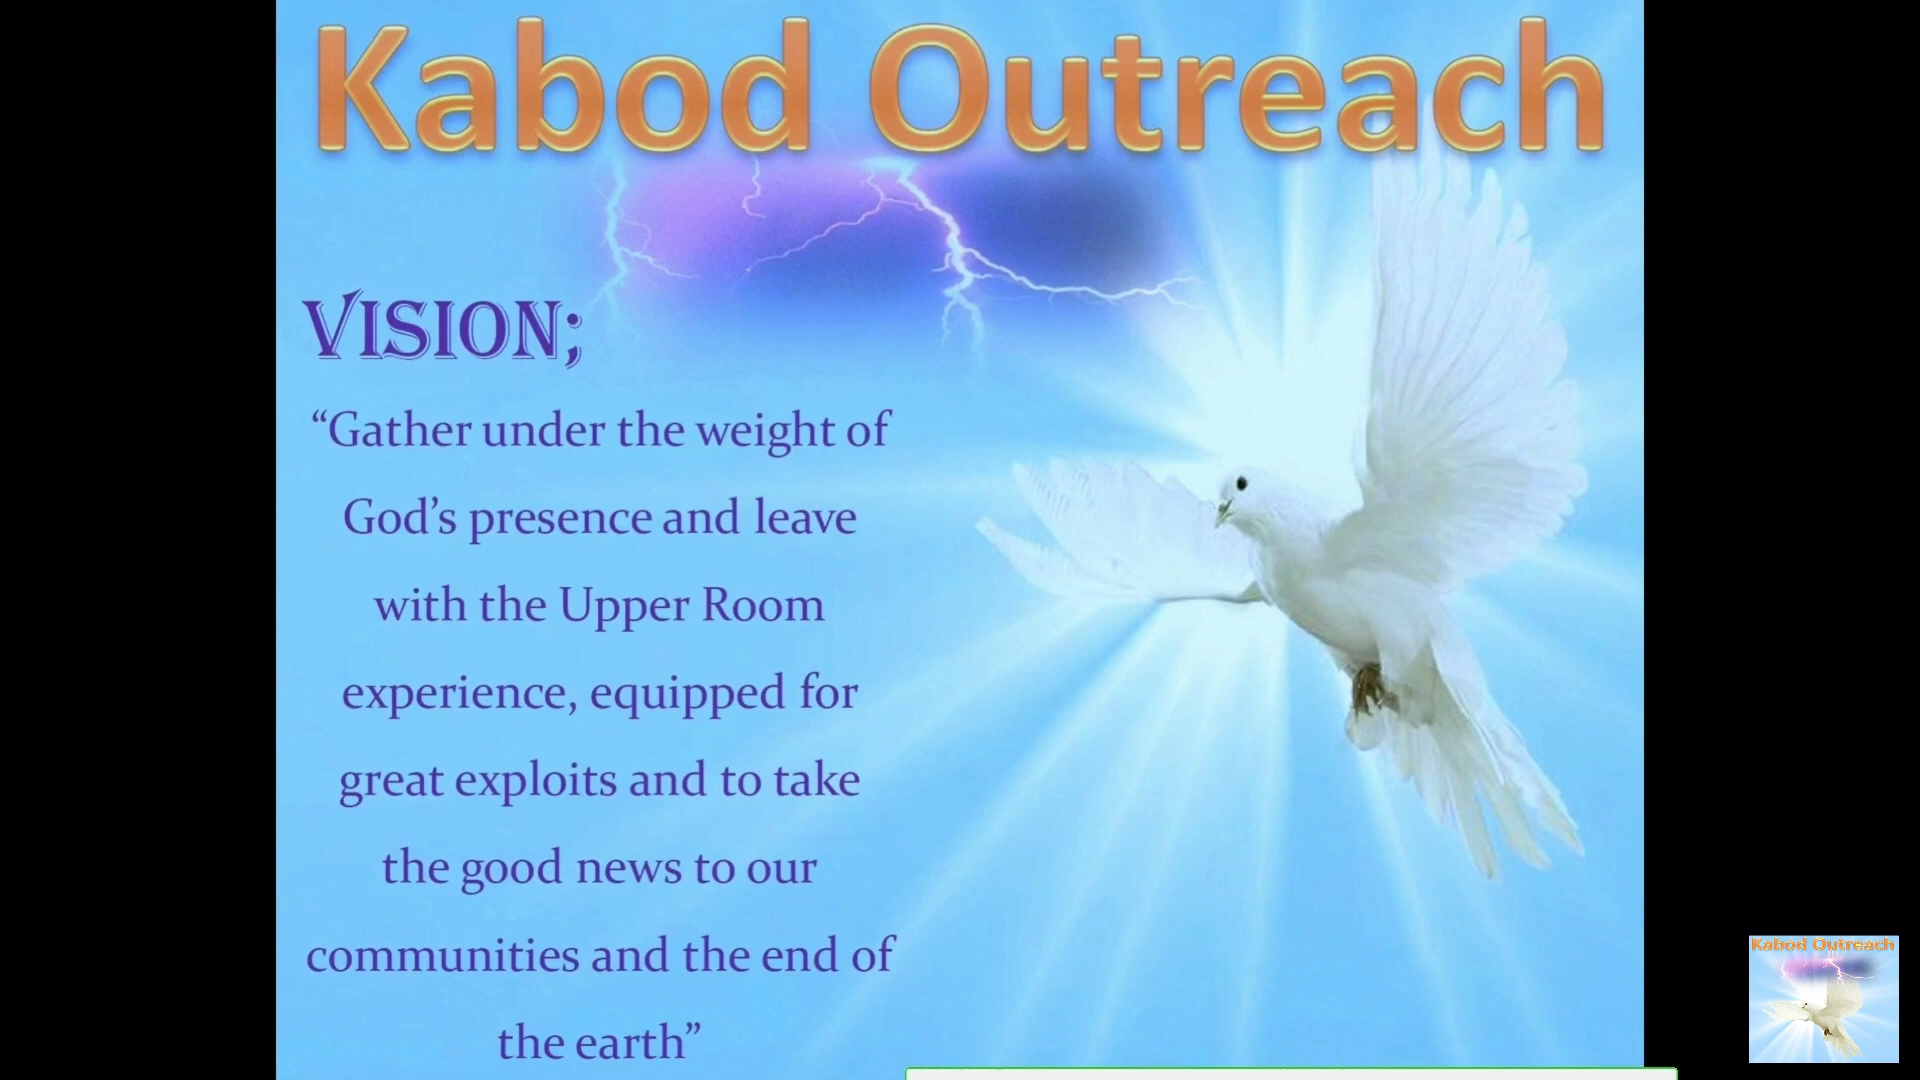 Kabod Outreach
VISION;
“Gather under the weight of
God’s presence and leave
with the Upper Room
experience, equipped for
great exploits and to take
the good news to our
communities and the end of
the earth”
Kabod Outreach